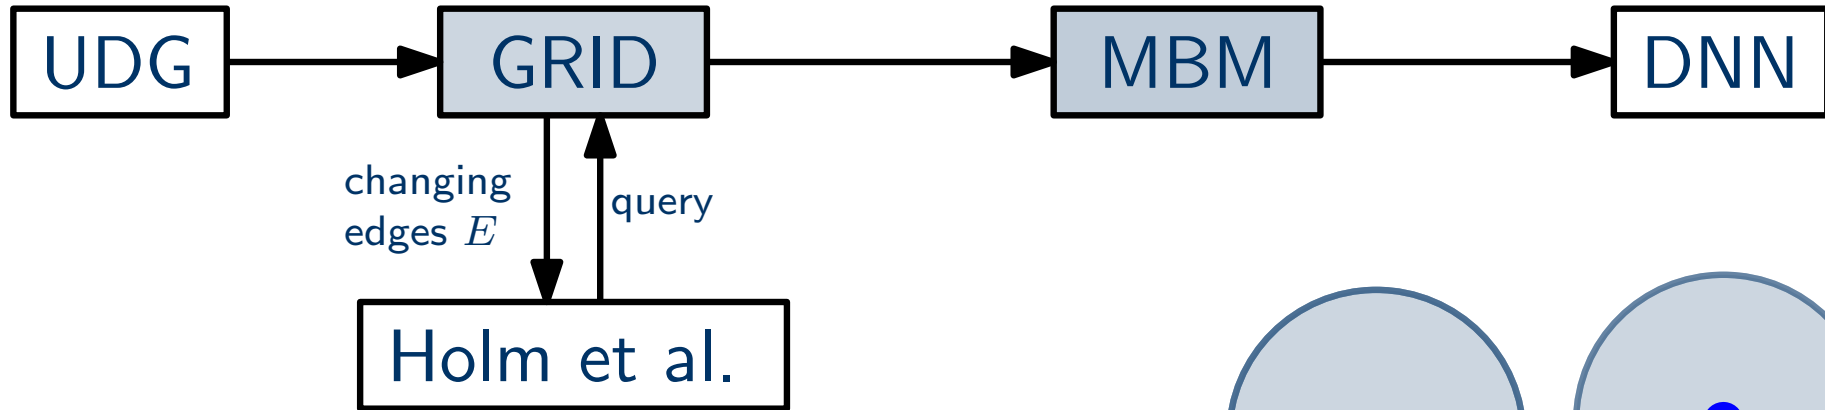 UDG
GRID
MBM
DNN
changing
edges E
query
Holm et al.